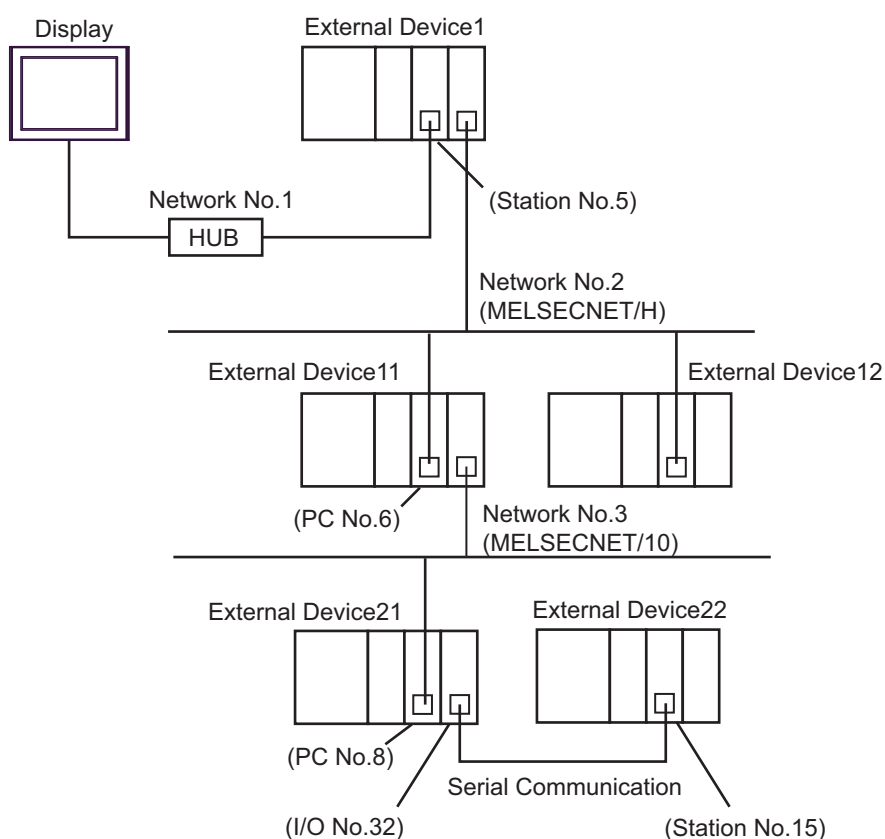 Display
External Device1
Network No.1
HUB
(Station No.5)
Network No.2
(MELSECNET/H)
External Device11
External Device12
(PC No.6)
Network No.3
(MELSECNET/10)
External Device21
External Device22
(PC No.8)
Serial Communication
(I/O No.32)
(Station No.15)